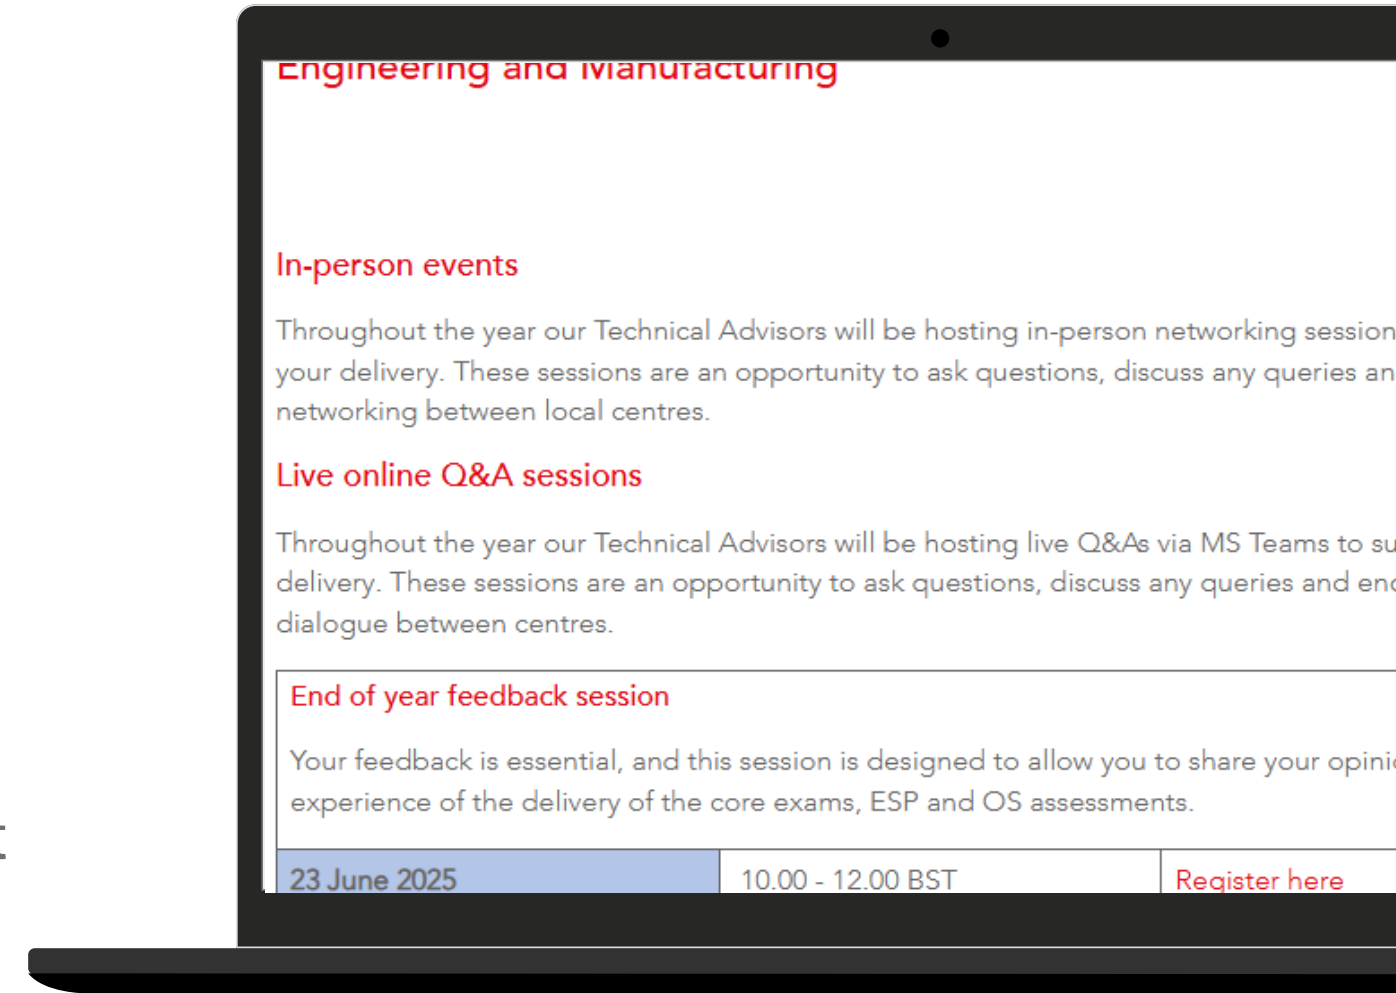 Engineering and Manufacturing
In-person events
Throughout the year our Technical Advisors will be hosting in-person networking session
your delivery. These sessions are an opportunity to ask questions, discuss any queries an
networking between local centres.
Live online Q&A sessions
Throughout the year our Technical Advisors will be hosting live Q&As via MS Teams to su
delivery. These sessions are an opportunity to ask questions, discuss any queries and enc
dialogue between centres.
End of year feedback session
Your feedback is essential, and this session is designed to allow you to share your opinio
experience of the delivery of the core exams, ESP and OS assessments.
23 June 2025 10.00 - 12.00 BST Register here